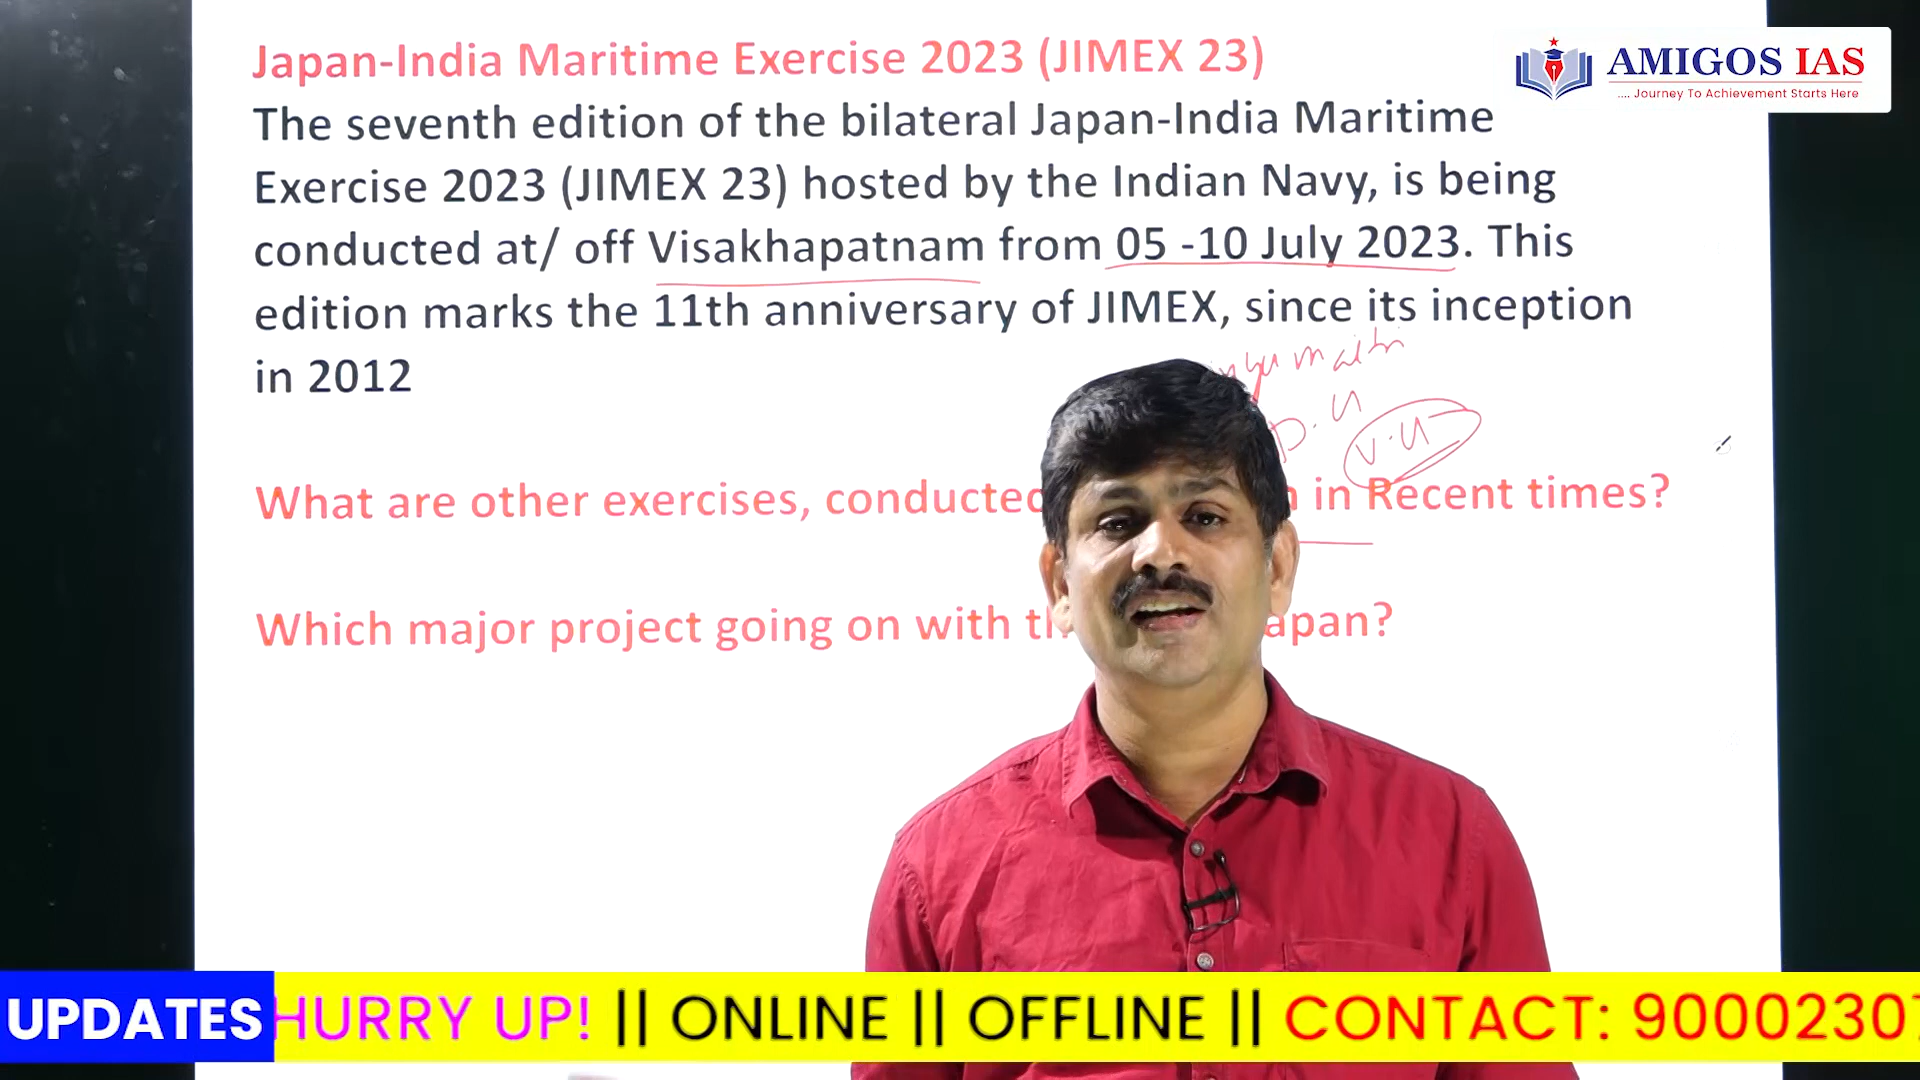 Japan-India Maritime Exercise 2023 (JIMEX 23)
AMIGOS IAS
.... Journey To Achievement Starts Here
The seventh edition of the bilateral Japan-India Maritime
Exercise 2023 (JIMEX 23) hosted by the Indian Navy, is being
conducted at/ off Visakhapatnam from 05 -10 July 2023. This
edition marks the 11th anniversary of JIMEX, since its inception
in 2012
D.G
V.U
What are other exercises, conducted in Recent times?
Which major project going on with apan?
UPDATES HURRY UP! || ONLINE || OFFLINE || CONTACT: 9000230